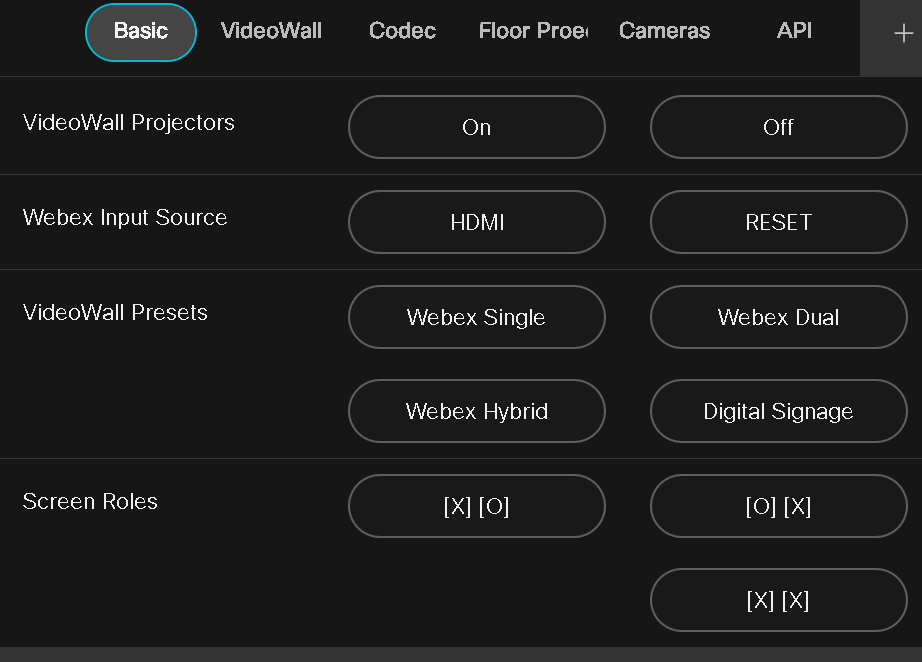 Basic VideoWall Codec Floor Proe Cameras API +
VideoWall Projectors On Off
Webex Input Source HDMI RESET
VideoWall Presets Webex Single Webex Dual
Webex Hybrid Digital Signage
Screen Roles [X] [O] [O] [X]
[X] [X]